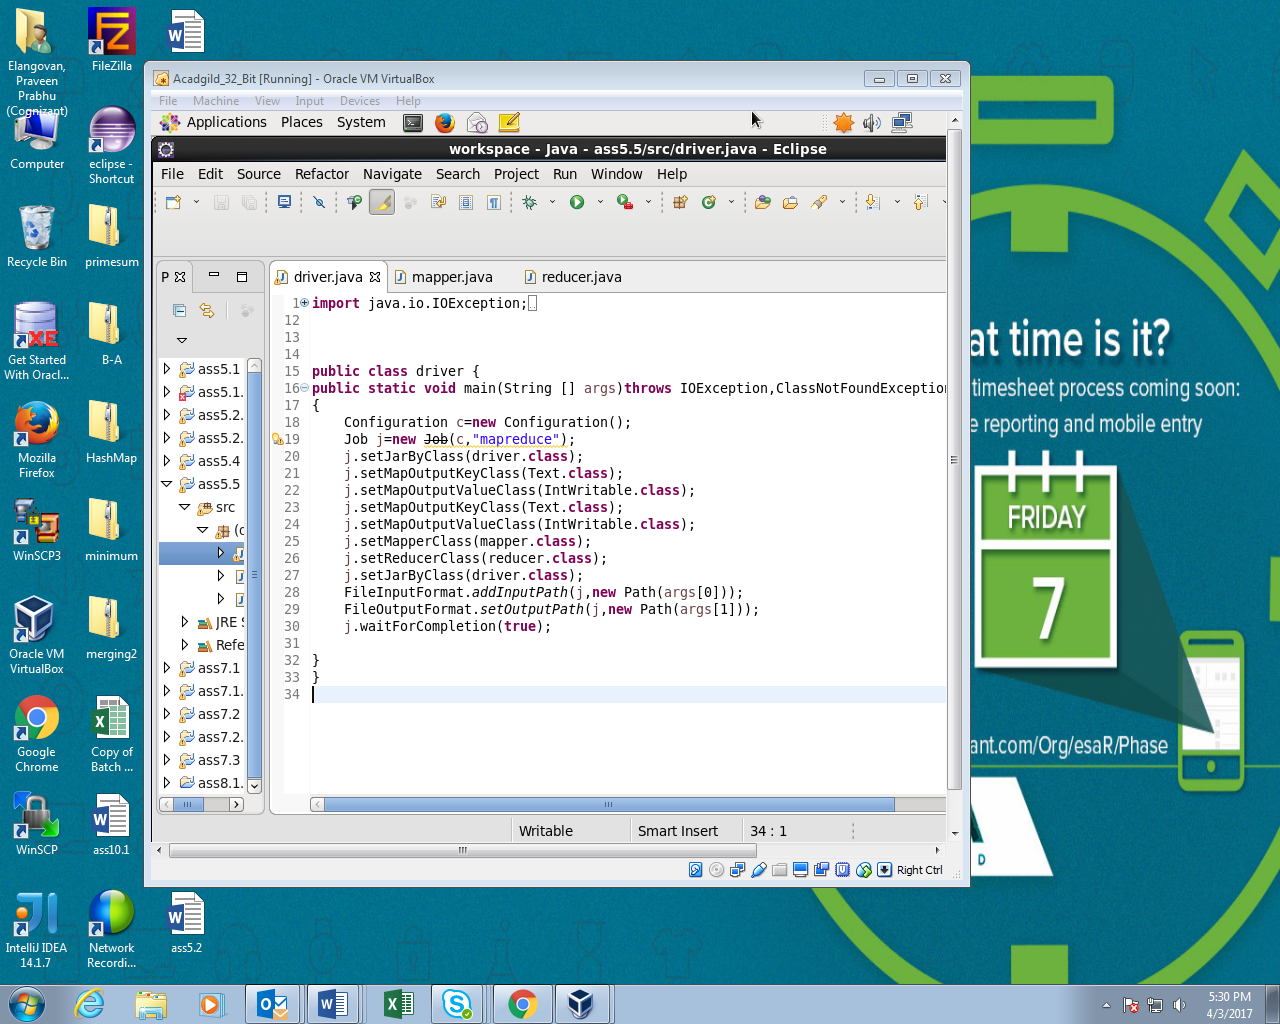 Elangovan,
Praveen
Prabhu
(Cognizant)
FileZilla
Computer
eclipse -
Shortcut
Recycle Bin
primesum
Get Started
With Oracl...
B-A
Mozilla
Firefox
HashMap
WinSCP3
minimum
Oracle VM
VirtualBox
merging2
Google
Chrome
Copy of
Batch ...
WinSCP
ass10.1
IntelliJ IDEA
14.1.7
Network
Recordi...
ass5.2
Acadgild_32_Bit [Running] - Oracle VM VirtualBox
File Machine View Input Devices Help
Applications Places System
workspace - Java - ass5.5/src/driver.java - Eclipse
File Edit Source Refactor Navigate Search Project Run Window Help
P
driver.java mapper.java reducer.java
ass5.1
ass5.1.
ass5.2.
ass5.2.
ass5.4
ass5.5
src
(d
JRE S
Refe
ass7.1
ass7.1.
ass7.2
ass7.2.
ass7.3
ass8.1.
1 import java.io.IOException;
12
13
14
15 public class driver {
16 public static void main(String [] args)throws IOException,ClassNotFoundException
17 {
18 Configuration c=new Configuration();
19 Job j=new Job(c,"mapreduce");
20 j.setJarByClass(driver.class);
21 j.setMapOutputKeyClass(Text.class);
22 j.setMapOutputValueClass(IntWritable.class);
23 j.setMapOutputKeyClass(Text.class);
24 j.setMapOutputValueClass(IntWritable.class);
25 j.setMapperClass(mapper.class);
26 j.setReducerClass(reducer.class);
27 j.setJarByClass(driver.class);
28 FileInputFormat.addInputPath(j,new Path(args[0]));
29 FileOutputFormat.setOutputPath(j,new Path(args[1]));
30 j.waitForCompletion(true);
31
32 }
33 }
34
Writable Smart Insert 34 : 1
Right Ctrl
at time is it?
timesheet process coming soon:
e reporting and mobile entry
FRIDAY
7
ant.com/Org/esaR/Phase
A
D
5:30 PM
4/3/2017